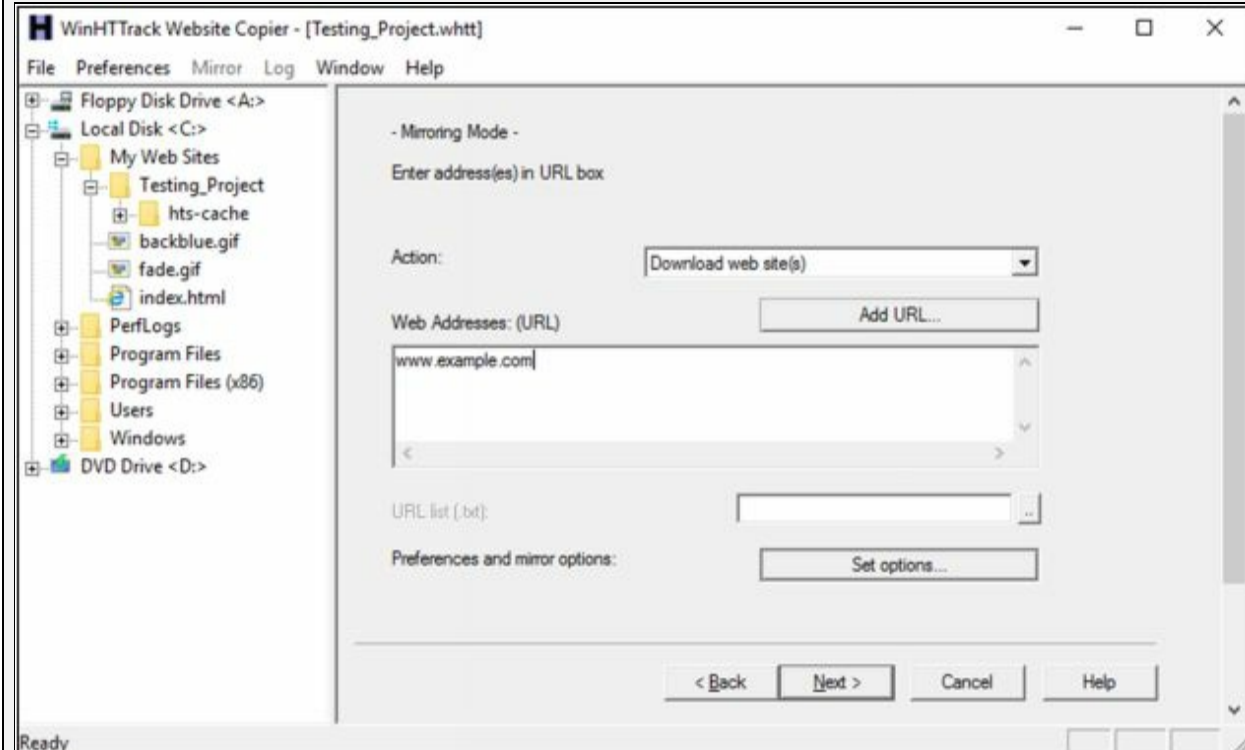 WinHTTrack Website Copier - [Testing_Project.whtt]
File Preferences Mirror Log Window Help
Floppy Disk Drive <A:>
Local Disk <C:>
My Web Sites
Testing_Project
hts-cache
backblue.gif
fade.gif
index.html
PerfLogs
Program Files
Program Files (x86)
Users
Windows
DVD Drive <D:>
- Mirroring Mode -
Enter address(es) in URL box
Action:
Download web site(s)
Web Addresses: (URL)
Add URL...
www.example.com
URL list (.txt):
..
Preferences and mirror options:
Set options...
< Back
Next >
Cancel
Help
Ready